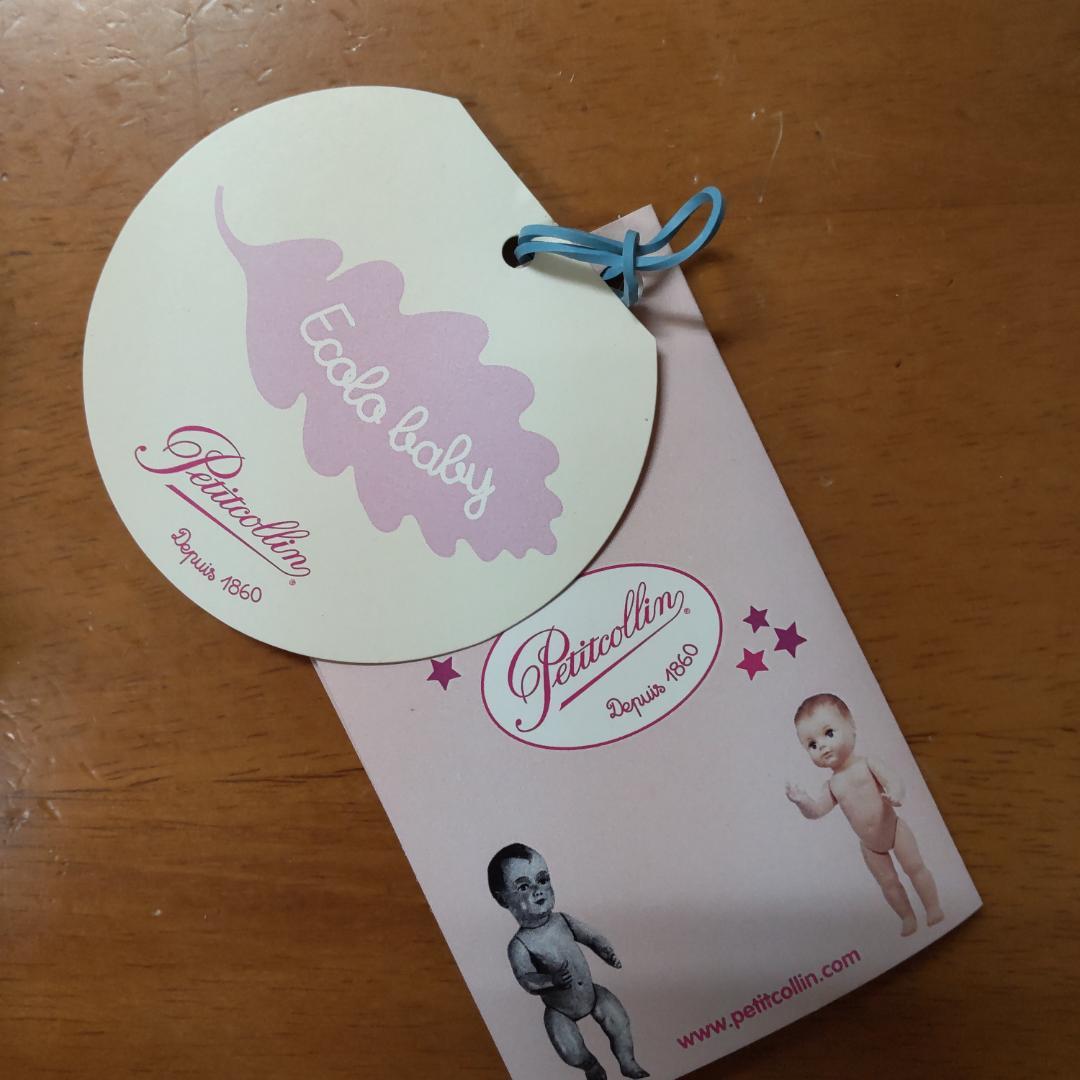 Ecolo baby
Petitcollin®
Depuis 1860
Petitcollin®
Depuis 1860
www.petitcollin.com